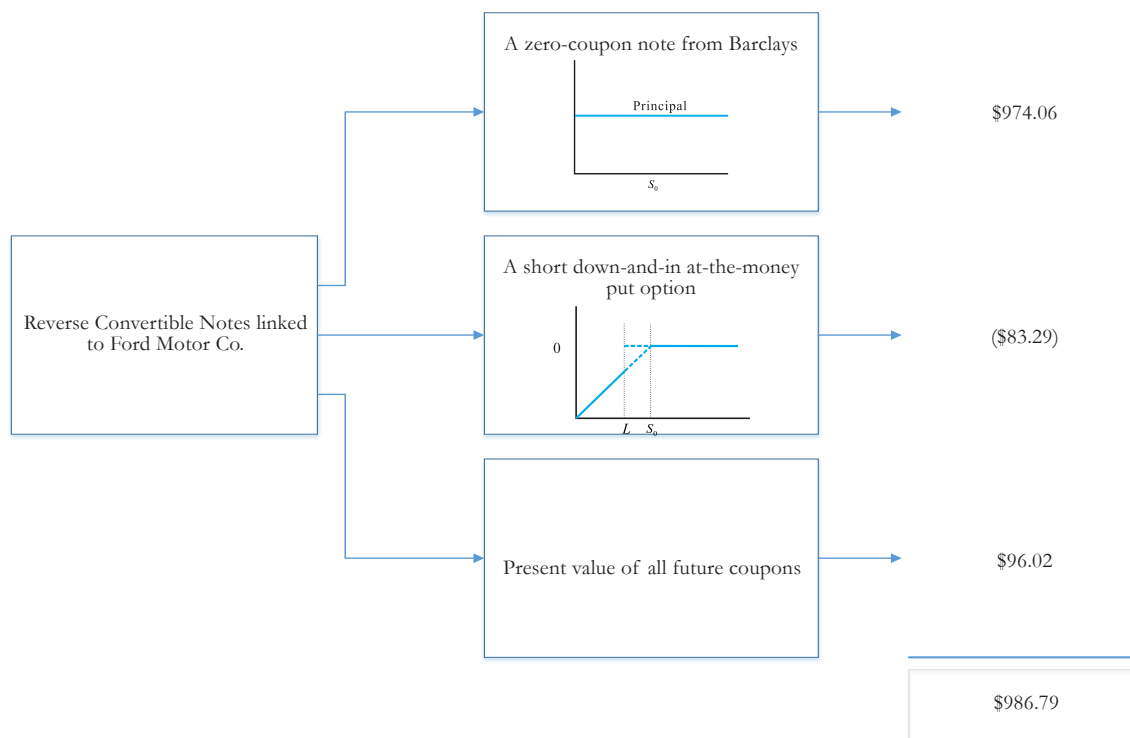 A zero-coupon note from Barclays
Principal
S₀
$974.06
Reverse Convertible Notes linked
to Ford Motor Co.
A short down-and-in at-the-money
put option
0
L S₀
($83.29)
Present value of all future coupons
$96.02
$986.79